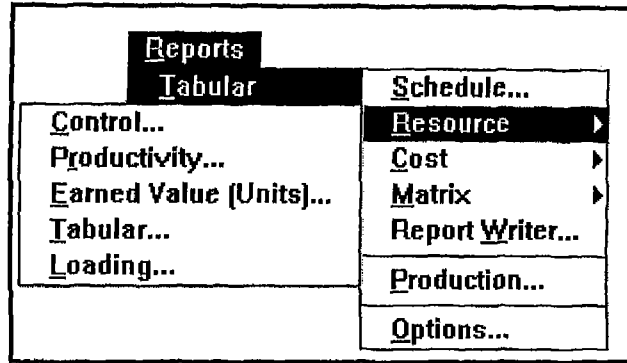 Reports
Tabular
Schedule...
Resource
Cost
Matrix
Report Writer...
Production...
Options...
Control...
Productivity...
Earned Value (Units)...
Tabular...
Loading...